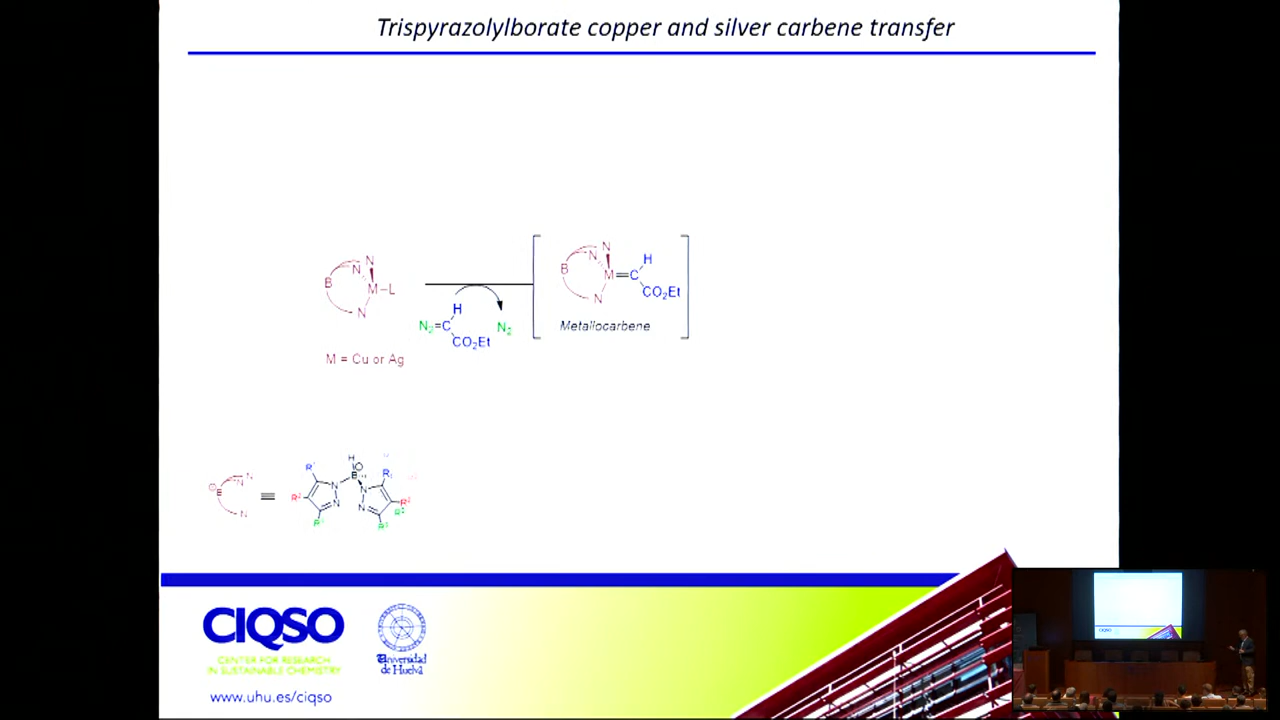 Trispyrazolylborate copper and silver carbene transfer
B N N N M-L
N2=C H CO2Et
N2
B N N N M=C H CO2Et
Metallocarbene
M = Cu or Ag
B N N N ≡
CIQSO
CENTER FOR RESEARCH
IN SUSTAINABLE CHEMISTRY
www.uhu.es/ciqso
Universidad
de Huelva